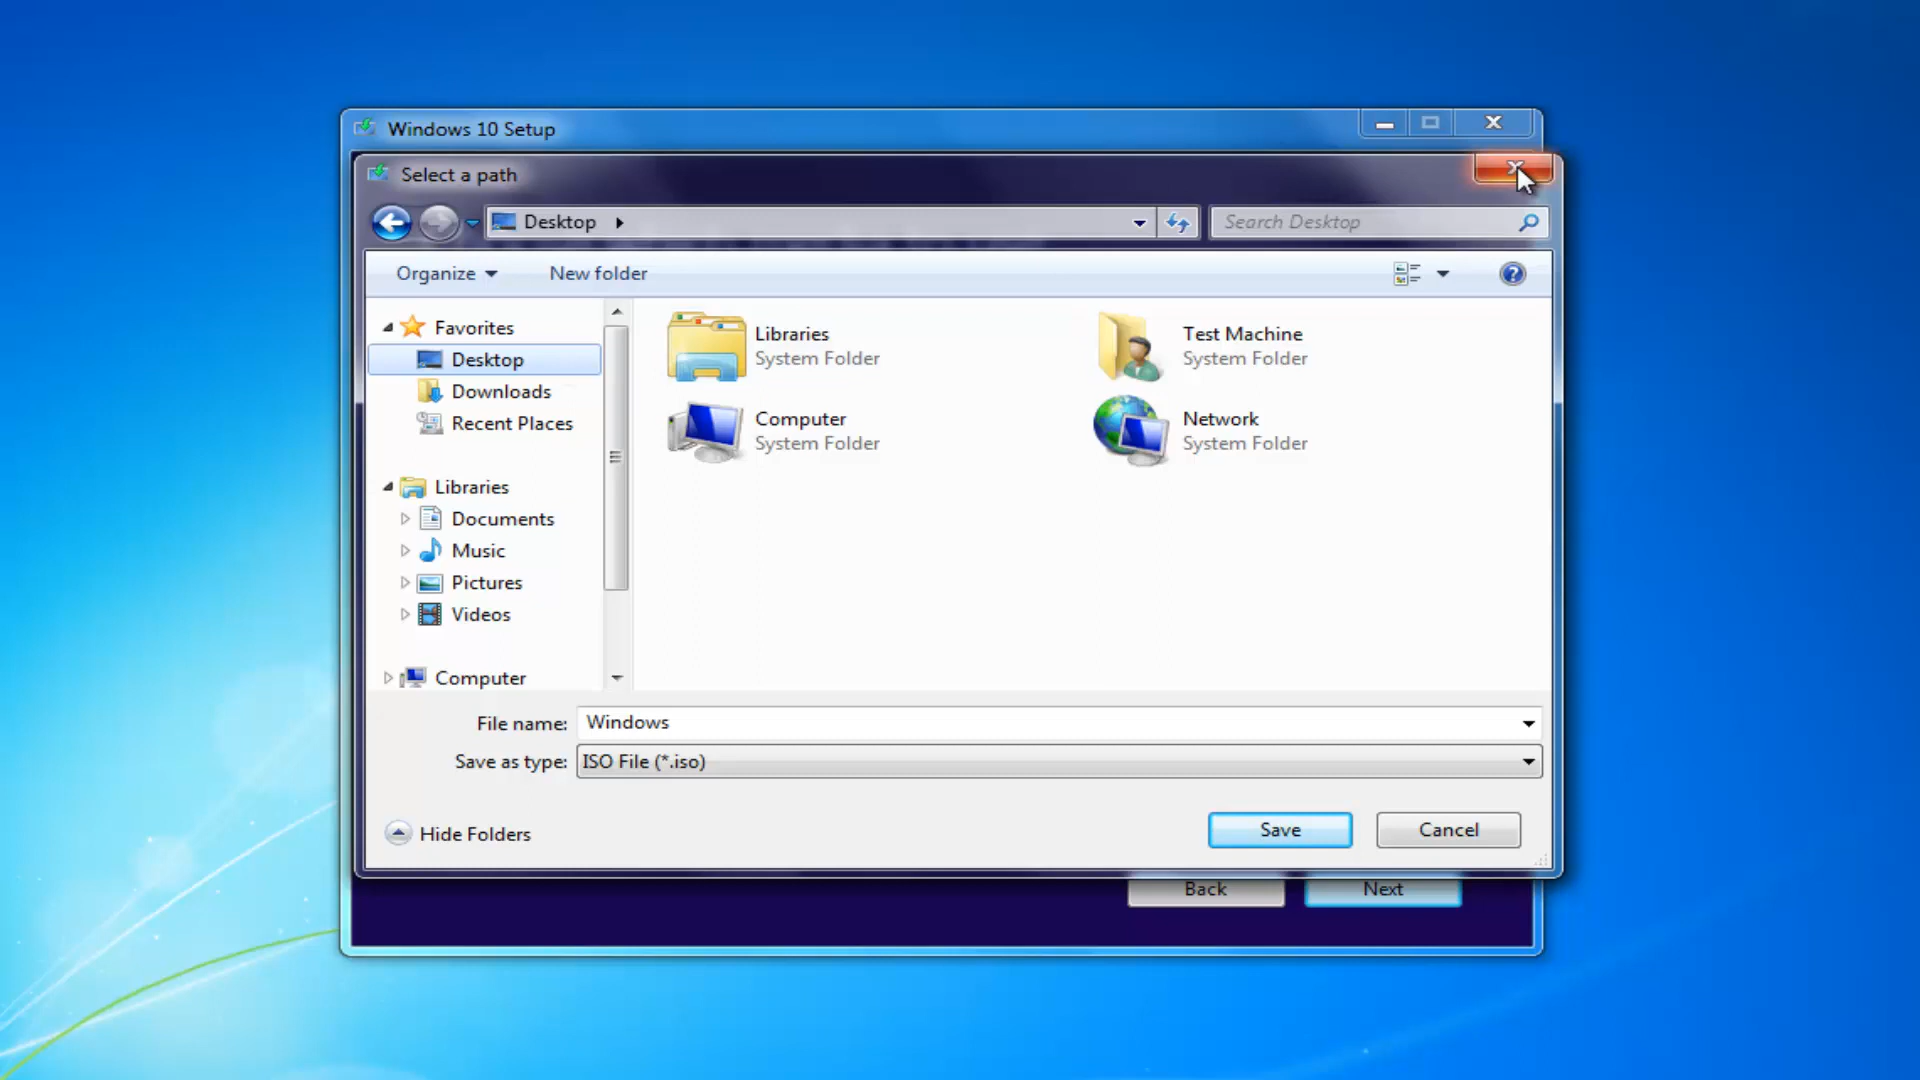 Windows 10 Setup
Select a path
Desktop
Search Desktop
Organize
New folder
Favorites
Desktop
Downloads
Recent Places
Libraries
Documents
Music
Pictures
Videos
Computer
Libraries
System Folder
Test Machine
System Folder
Computer
System Folder
Network
System Folder
File name: Windows
Save as type: ISO File (*.iso)
Hide Folders
Save
Cancel
Back
Next